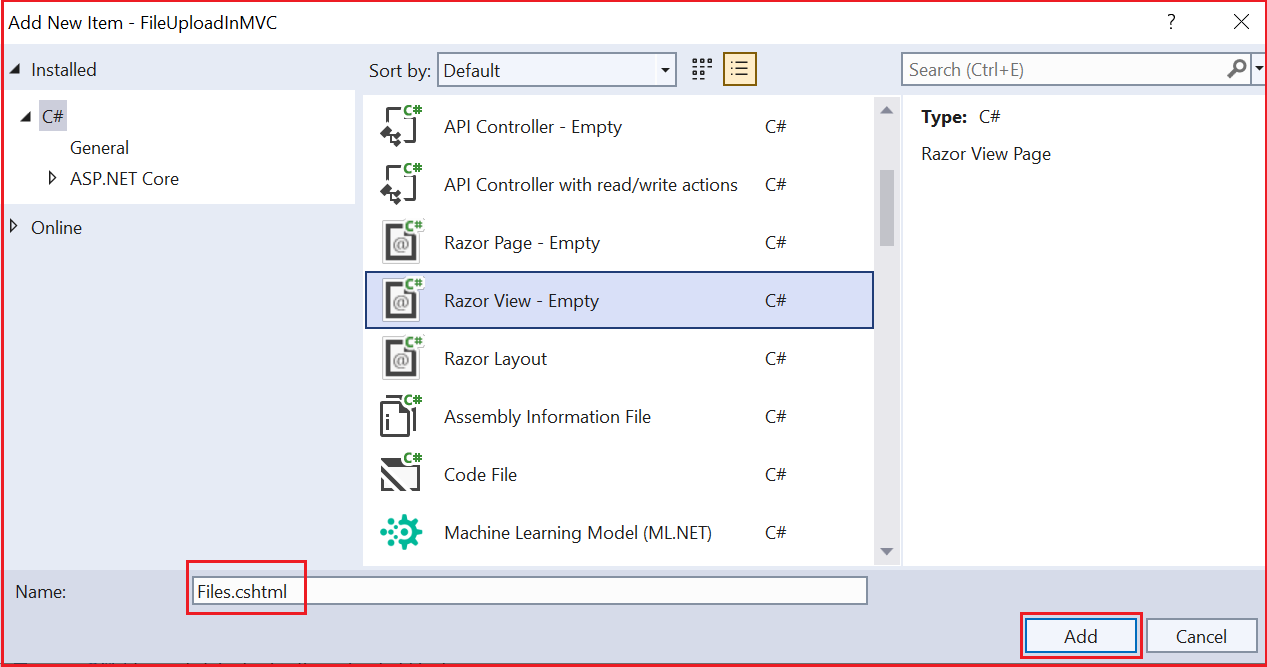 Add New Item - FileUploadInMVC ?
Installed
C#
General
ASP.NET Core
Online
Sort by: Default
Search (Ctrl+E)
C# API Controller - Empty C#
C# API Controller with read/write actions C#
C# @ Razor Page - Empty C#
C# @ Razor View - Empty C#
C# @ Razor Layout C#
C# Assembly Information File C#
C# Code File C#
Machine Learning Model (ML.NET) C#
Type: C#
Razor View Page
Name: Files.cshtml
Add Cancel